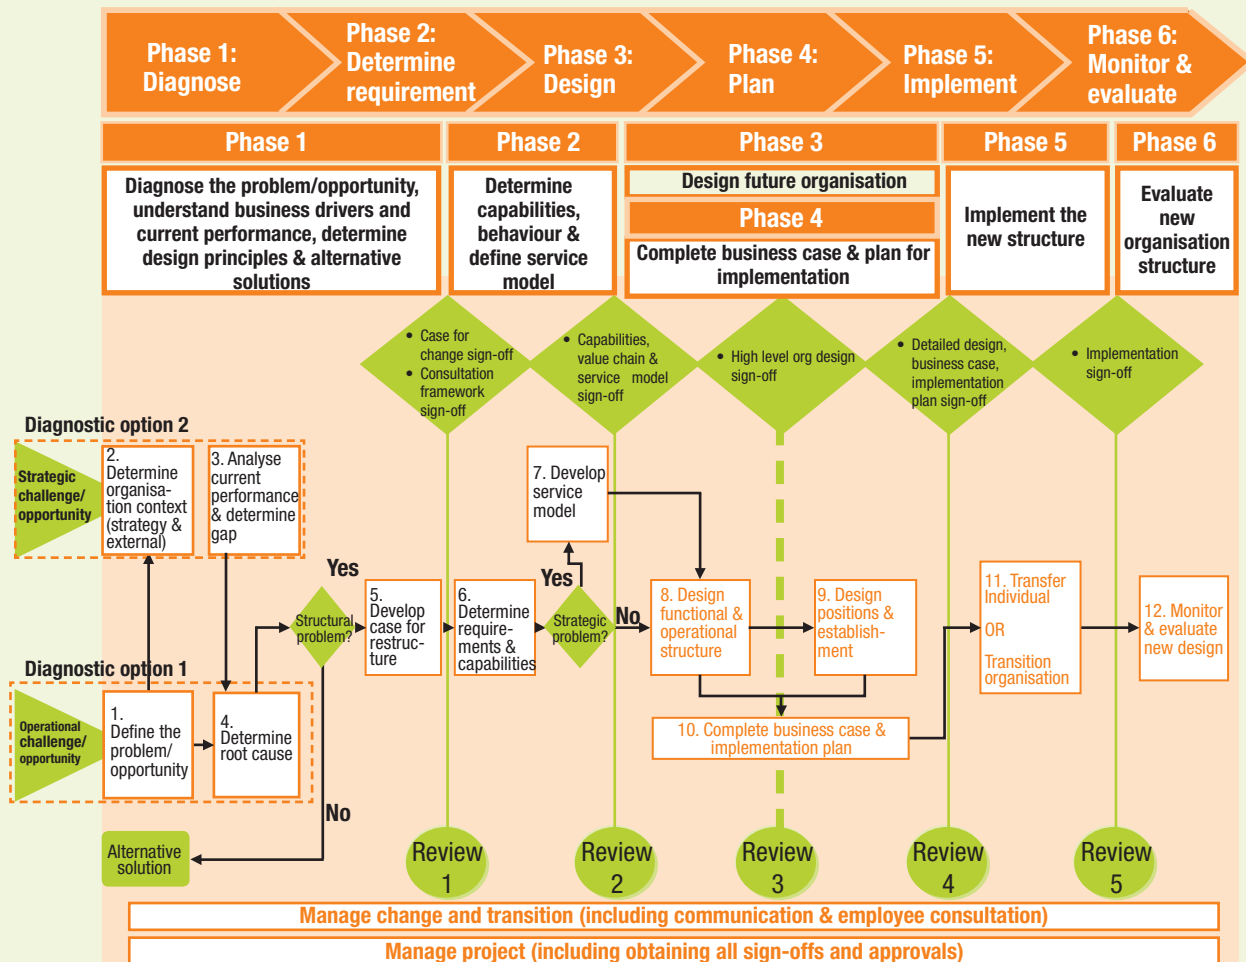 Phase 1:
Diagnose
Phase 2:
Determine
requirement
Phase 3:
Design
Phase 4:
Plan
Phase 5:
Implement
Phase 6:
Monitor &
evaluate
Phase 1
Phase 2
Phase 3
Phase 5
Phase 6
Diagnose the problem/opportunity,
understand business drivers and
current performance, determine
design principles & alternative
solutions
Determine
capabilities,
behaviour &
define service
model
Design future organisation
Phase 4
Complete business case & plan for
implementation
Implement the
new structure
Evaluate
new
organisation
structure
• Case for
change sign-off
• Consultation
framework
sign-off
• Capabilities,
value chain &
service model
sign-off
• High level org design
sign-off
• Detailed design,
business case,
implementation
plan sign-off
• Implementation
sign-off
Diagnostic option 2
Strategic
challenge/
opportunity
2.
Determine
organisa-
tion context
(strategy &
external)
3. Analyse
current
performance
& determine
gap
7. Develop
service
model
Yes
Structural
problem?
5.
Develop
case for
restruc-
ture
6.
Determine
require-
ments &
capabilities
Yes
Strategic
problem?
No
8. Design
functional &
operational
structure
9. Design
positions &
establish-
ment
11. Transfer
Individual
OR
Transition
organisation
12. Monitor
& evaluate
new design
Diagnostic option 1
Operational
challenge/
opportunity
1.
Define the
problem/
opportunity
4.
Determine
root cause
10. Complete business case &
implementation plan
No
Alternative
solution
Review
1
Review
2
Review
3
Review
4
Review
5
Manage change and transition (including communication & employee consultation)
Manage project (including obtaining all sign-offs and approvals)